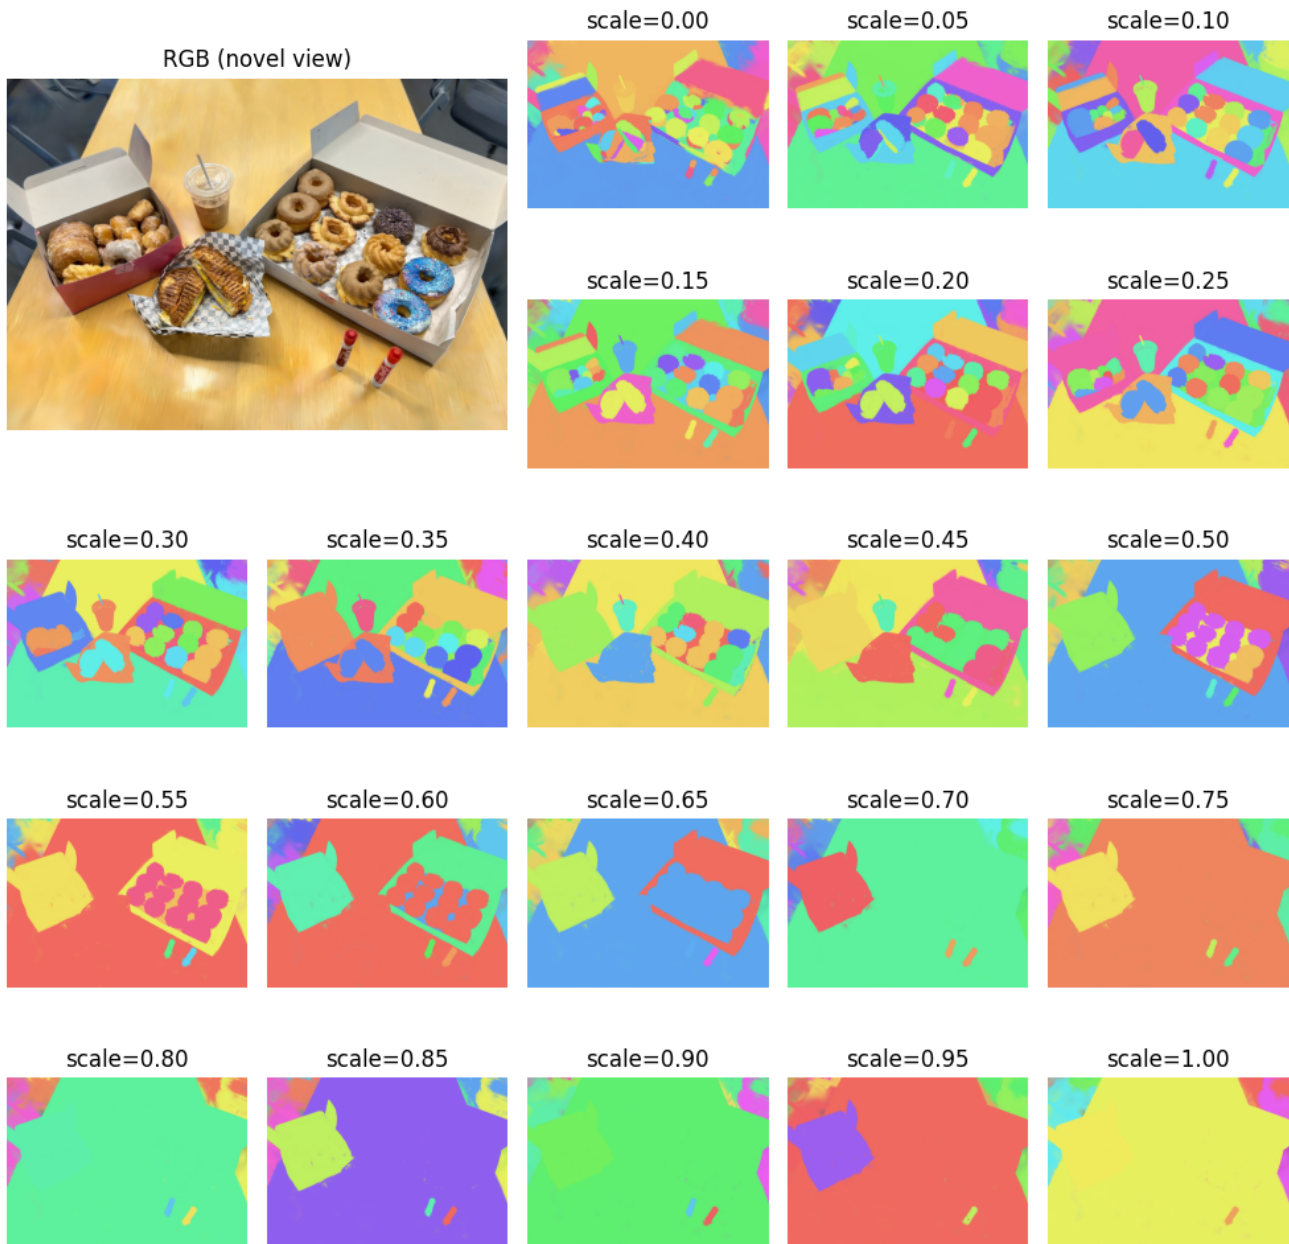 RGB (novel view)
scale=0.00
scale=0.05
scale=0.10
scale=0.15
scale=0.20
scale=0.25
scale=0.30
scale=0.35
scale=0.40
scale=0.45
scale=0.50
scale=0.55
scale=0.60
scale=0.65
scale=0.70
scale=0.75
scale=0.80
scale=0.85
scale=0.90
scale=0.95
scale=1.00